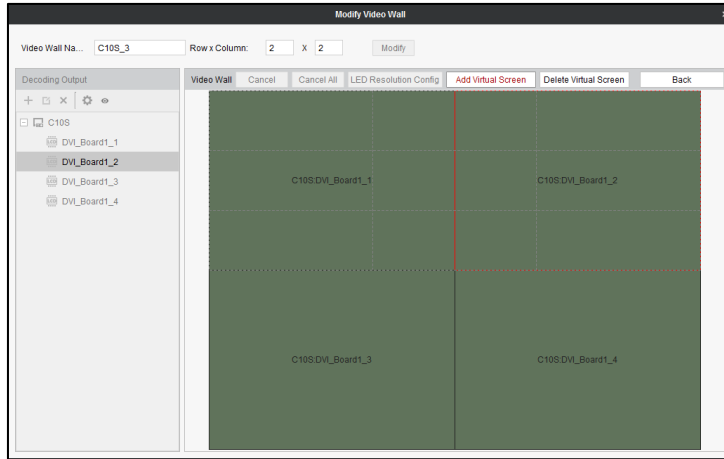 Modify Video Wall
Video Wall Na... C10S_3 Row x Column: 2 X 2 Modify
Decoding Output
Video Wall Cancel Cancel All LED Resolution Config Add Virtual Screen Delete Virtual Screen Back
C10S
DVI_Board1_1
DVI_Board1_2
DVI_Board1_3
DVI_Board1_4
C10S:DVI_Board1_1 C10S:DVI_Board1_2
C10S:DVI_Board1_3 C10S:DVI_Board1_4